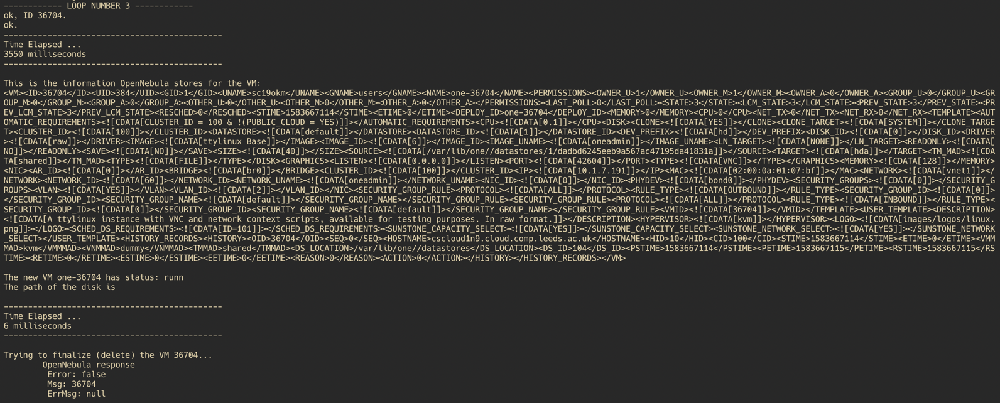 ------------ LOOP NUMBER 3 ------------
ok, ID 36704.
ok.
---------------------------------------------
Time Elapsed ...
3550 milliseconds
---------------------------------------------
This is the information OpenNebula stores for the VM:
<VM><ID>36704</ID><UID>384</UID><GID>1</GID><UNAME>sc19okm</UNAME><GNAME>users</GNAME><NAME>one-36704</NAME><PERMISSIONS><OWNER_U>1</OWNER_U><OWNER_M>1</OWNER_M><OWNER_A>0</OWNER_A><GROUP_U>0</GROUP_U><GR
OUP_M>0</GROUP_M><GROUP_A>0</GROUP_A><OTHER_U>0</OTHER_U><OTHER_M>0</OTHER_M><OTHER_A>0</OTHER_A></PERMISSIONS><LAST_POLL>0</LAST_POLL><STATE>3</STATE><LCM_STATE>3</LCM_STATE><PREV_STATE>3</PREV_STATE><PR
EV_LCM_STATE>3</PREV_LCM_STATE><RESCHED>0</RESCHED><STIME>1583667114</STIME><ETIME>0</ETIME><DEPLOY_ID>one-36704</DEPLOY_ID><MEMORY>0</MEMORY><CPU>0</CPU><NET_TX>0</NET_TX><NET_RX>0</NET_RX><TEMPLATE><AUT
OMATIC_REQUIREMENTS><![CDATA[CLUSTER_ID = 100 & !(PUBLIC_CLOUD = YES)]]></AUTOMATIC_REQUIREMENTS><CPU><![CDATA[0.1]]></CPU><DISK><CLONE><![CDATA[YES]]></CLONE><CLONE_TARGET><![CDATA[SYSTEM]]></CLONE_TARGE
T><CLUSTER_ID><![CDATA[100]]></CLUSTER_ID><DATASTORE><![CDATA[default]]></DATASTORE><DATASTORE_ID><![CDATA[1]]></DATASTORE_ID><DEV_PREFIX><![CDATA[hd]]></DEV_PREFIX><DISK_ID><![CDATA[0]]></DISK_ID><DRIVER
><![CDATA[raw]]></DRIVER><IMAGE><![CDATA[ttylinux Base]]></IMAGE><IMAGE_ID><![CDATA[6]]></IMAGE_ID><IMAGE_UNAME><![CDATA[oneadmin]]></IMAGE_UNAME><LN_TARGET><![CDATA[NONE]]></LN_TARGET><READONLY><![CDATA[
NO]]></READONLY><SAVE><![CDATA[NO]]></SAVE><SIZE><![CDATA[40]]></SIZE><SOURCE><![CDATA[/var/lib/one//datastores/1/dadbd6245eeb9a567ac47195da41831a]]></SOURCE><TARGET><![CDATA[hda]]></TARGET><TM_MAD><![CDA
TA[shared]]></TM_MAD><TYPE><![CDATA[FILE]]></TYPE></DISK><GRAPHICS><LISTEN><![CDATA[0.0.0.0]]></LISTEN><PORT><![CDATA[42604]]></PORT><TYPE><![CDATA[VNC]]></TYPE></GRAPHICS><MEMORY><![CDATA[128]]></MEMORY>
<NIC><AR_ID><![CDATA[0]]></AR_ID><BRIDGE><![CDATA[br0]]></BRIDGE><CLUSTER_ID><![CDATA[100]]></CLUSTER_ID><IP><![CDATA[10.1.7.191]]></IP><MAC><![CDATA[02:00:0a:01:07:bf]]></MAC><NETWORK><![CDATA[vnet1]]></
NETWORK><NETWORK_ID><![CDATA[60]]></NETWORK_ID><NETWORK_UNAME><![CDATA[oneadmin]]></NETWORK_UNAME><NIC_ID><![CDATA[0]]></NIC_ID><PHYDEV><![CDATA[bond0]]></PHYDEV><SECURITY_GROUPS><![CDATA[0]]></SECURITY_G
ROUPS><VLAN><![CDATA[YES]]></VLAN><VLAN_ID><![CDATA[2]]></VLAN_ID></NIC><SECURITY_GROUP_RULE><PROTOCOL><![CDATA[ALL]]></PROTOCOL><RULE_TYPE><![CDATA[OUTBOUND]]></RULE_TYPE><SECURITY_GROUP_ID><![CDATA[0]]>
</SECURITY_GROUP_ID><SECURITY_GROUP_NAME><![CDATA[default]]></SECURITY_GROUP_NAME></SECURITY_GROUP_RULE><SECURITY_GROUP_RULE><PROTOCOL><![CDATA[ALL]]></PROTOCOL><RULE_TYPE><![CDATA[INBOUND]]></RULE_TYPE><
SECURITY_GROUP_ID><![CDATA[0]]></SECURITY_GROUP_ID><SECURITY_GROUP_NAME><![CDATA[default]]></SECURITY_GROUP_NAME></SECURITY_GROUP_RULE><VMID><![CDATA[36704]]></VMID></TEMPLATE><USER_TEMPLATE><DESCRIPTION>
<![CDATA[A ttylinux instance with VNC and network context scripts, available for testing purposes. In raw format.]]></DESCRIPTION><HYPERVISOR><![CDATA[kvm]]></HYPERVISOR><LOGO><![CDATA[images/logos/linux.
png]]></LOGO><SCHED_DS_REQUIREMENTS><![CDATA[ID=101]]></SCHED_DS_REQUIREMENTS><SUNSTONE_CAPACITY_SELECT><![CDATA[YES]]></SUNSTONE_CAPACITY_SELECT><SUNSTONE_NETWORK_SELECT><![CDATA[YES]]></SUNSTONE_NETWORK
_SELECT></USER_TEMPLATE><HISTORY_RECORDS><HISTORY><OID>36704</OID><SEQ>0</SEQ><HOSTNAME>cscloud1n9.cloud.comp.leeds.ac.uk</HOSTNAME><HID>10</HID><CID>100</CID><STIME>1583667114</STIME><ETIME>0</ETIME><VMM
MAD>kvm</VMMMAD><VNMMAD>dummy</VNMMAD><TMMAD>shared</TMMAD><DS_LOCATION>/var/lib/one//datastores</DS_LOCATION><DS_ID>104</DS_ID><PSTIME>1583667114</PSTIME><PETIME>1583667115</PETIME><RSTIME>1583667115</RS
TIME><RETIME>0</RETIME><ESTIME>0</ESTIME><EETIME>0</EETIME><REASON>0</REASON><ACTION>0</ACTION></HISTORY></HISTORY_RECORDS></VM>
The new VM one-36704 has status: runn
The path of the disk is
---------------------------------------------
Time Elapsed ...
6 milliseconds
---------------------------------------------
Trying to finalize (delete) the VM 36704...
OpenNebula response
Error: false
Msg: 36704
ErrMsg: null